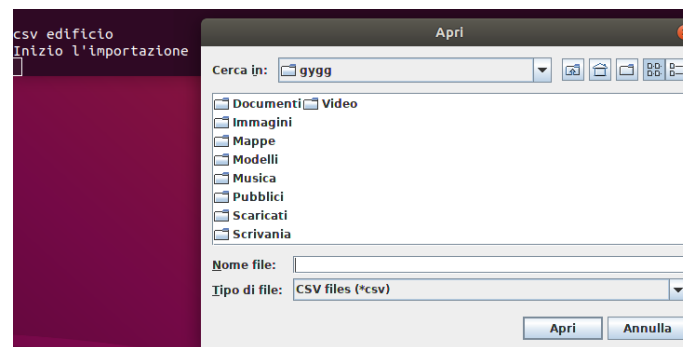 csv edificio
Inizio l'importazione
Apri
Cerca in: gygg
Documenti Video
Immagini
Mappe
Modelli
Musica
Pubblici
Scaricati
Scrivania
Nome file:
Tipo di file: CSV files (*csv)
Apri Annulla